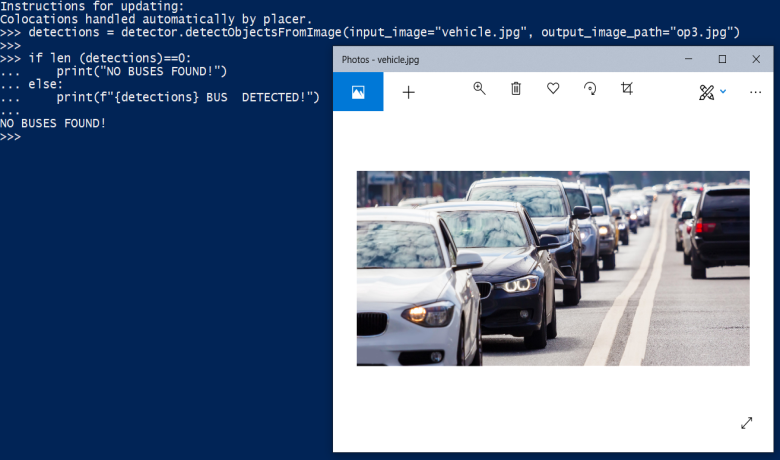 Instructions for updating:
Colocations handled automatically by placer.
>>> detections = detector.detectObjectsFromImage(input_image="vehicle.jpg", output_image_path="op3.jpg")
>>>
>>> if len (detections)==0:
...     print("NO BUSES FOUND!")
... else:
...     print(f"{detections} BUS  DETECTED!")
...
NO BUSES FOUND!
>>>
Photos - vehicle.jpg